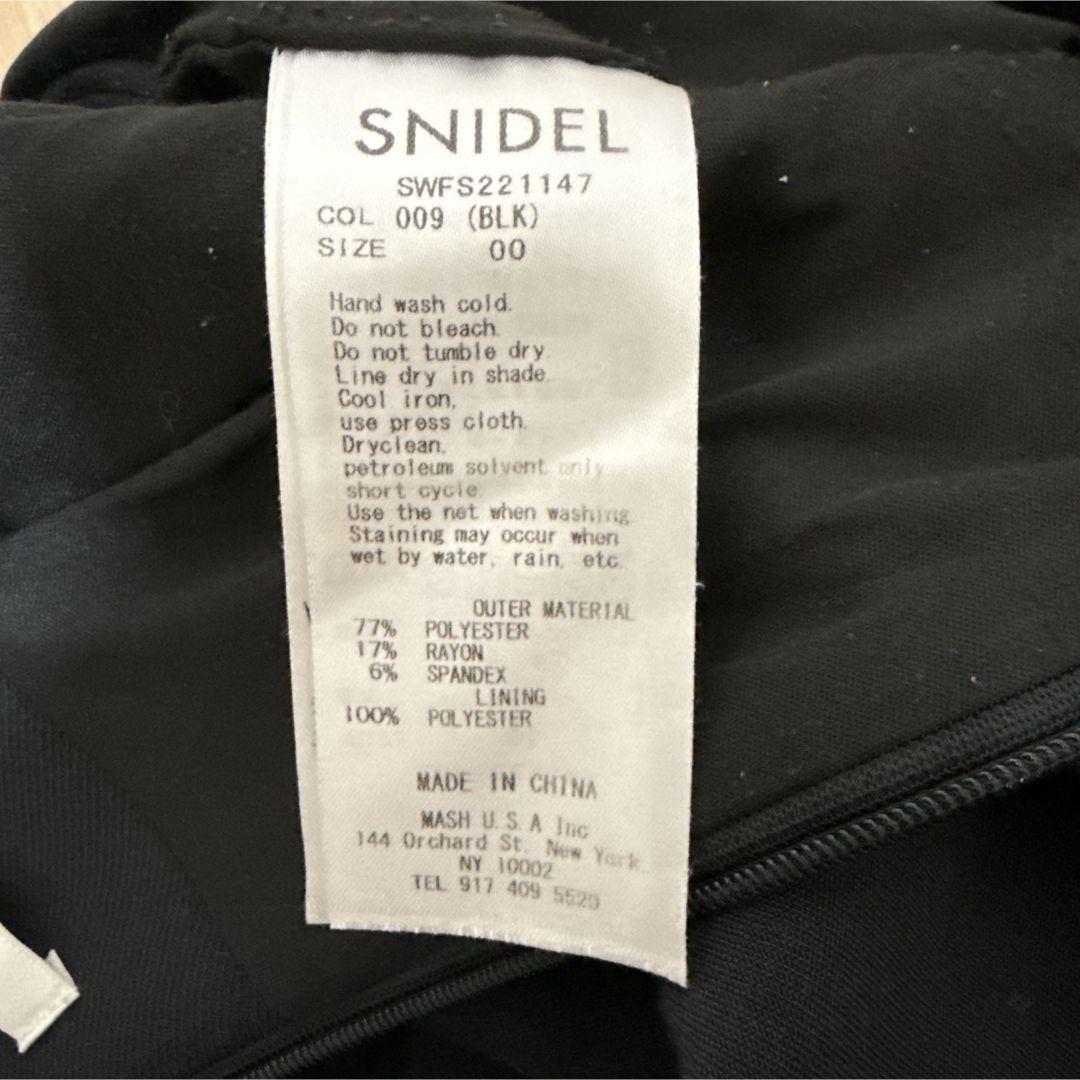 SNIDEL
SWFS221147
COL 009 (BLK)
SIZE 00
Hand wash cold.
Do not bleach.
Do not tumble dry.
Line dry in shade.
Cool iron,
use press cloth.
Dryclean,
petroleum solvent only
short cycle.
Use the net when washing.
Staining may occur when
wet by water, rain, etc.
OUTER MATERIAL
77% POLYESTER
17% RAYON
6% SPANDEX
LINING
100% POLYESTER
MADE IN CHINA
MASH U.S.A Inc
144 Orchard St. New York,
NY 10002
TEL 917 409 5520